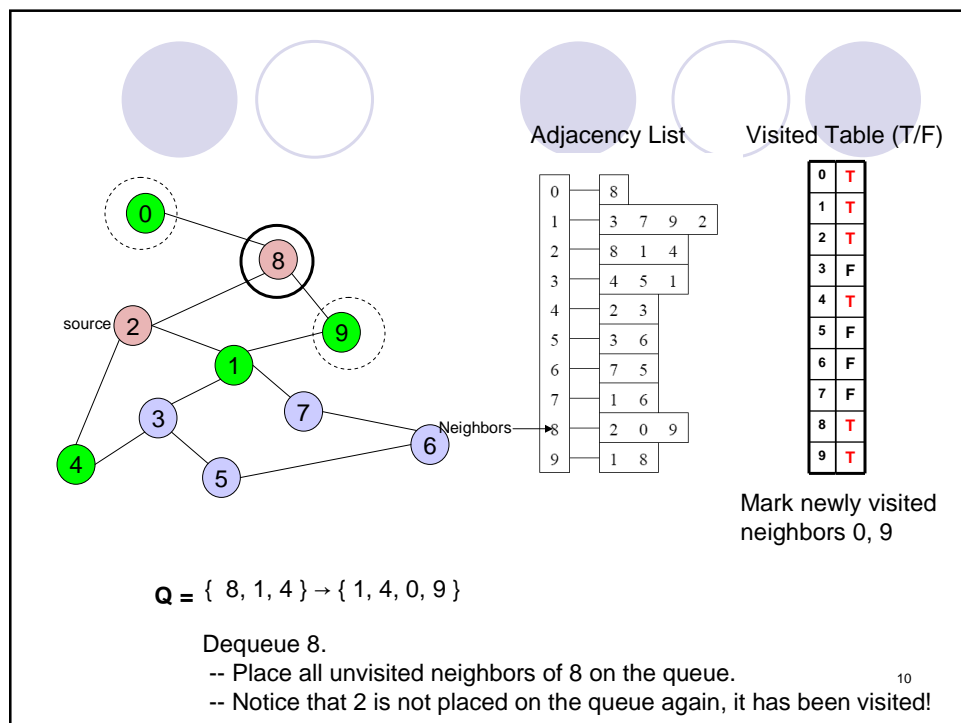 Adjacency List
Visited Table (T/F)
0
8
source
2
9
1
3
7
4
5
6
Neighbors
0 8
1 3 7 9 2
2 8 1 4
3 4 5 1
4 2 3
5 3 6
6 7 5
7 1 6
8 2 0 9
9 1 8
0 T
1 T
2 T
3 F
4 T
5 F
6 F
7 F
8 T
9 T
Mark newly visited
neighbors 0, 9
Q = { 8, 1, 4 } → { 1, 4, 0, 9 }
Dequeue 8.
-- Place all unvisited neighbors of 8 on the queue.
-- Notice that 2 is not placed on the queue again, it has been visited!
10